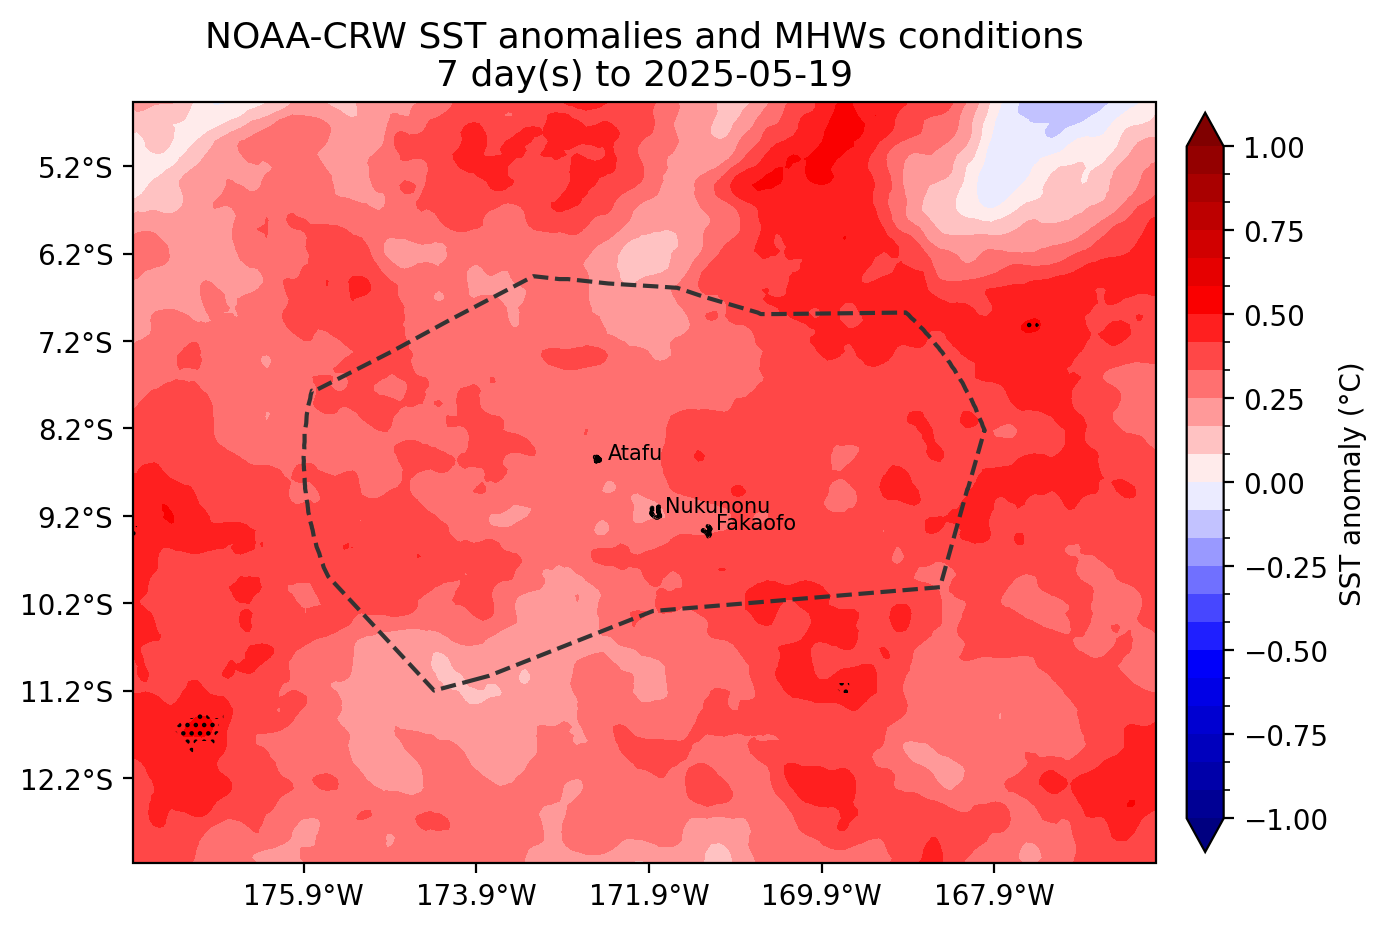 NOAA-CRW SST anomalies and MHWs conditions
7 day(s) to 2025-05-19
5.2°S
6.2°S
7.2°S
8.2°S
9.2°S
10.2°S
11.2°S
12.2°S
Atafu
Nukunonu
Fakaofo
175.9°W
173.9°W
171.9°W
169.9°W
167.9°W
1.00
0.75
0.50
0.25
0.00
−0.25
−0.50
−0.75
−1.00
SST anomaly (°C)